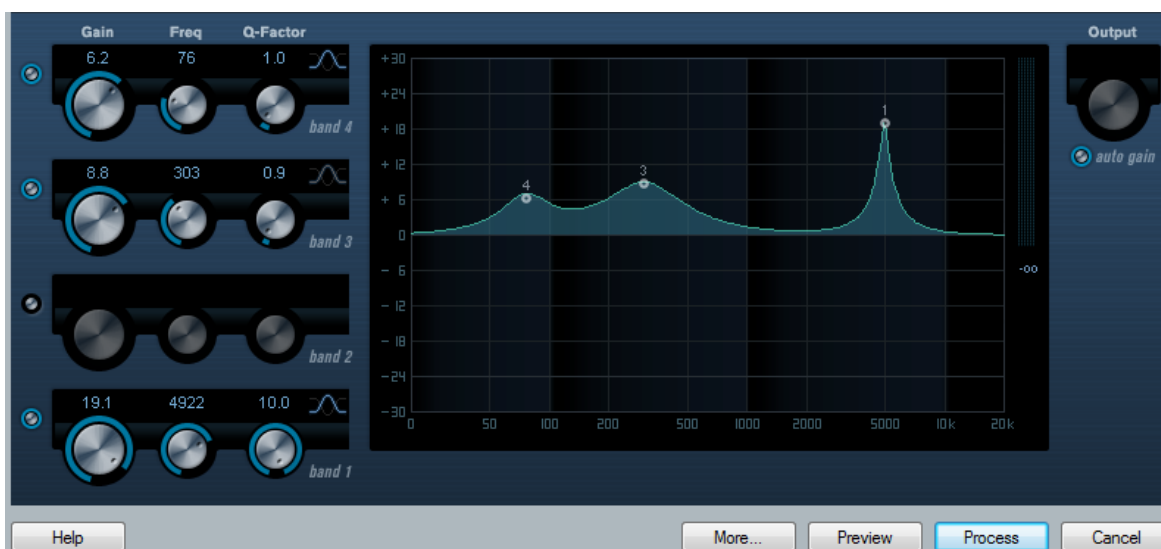 Gain Freq Q-Factor Output
6.2 76 1.0
band 4
8.8 303 0.9
band 3
band 2
19.1 4922 10.0
band 1
+30
+24
+ 18
+ 12
+ 6
0
- 6
- 12
- 18
- 24
- 30
0 50 100 200 500 1000 2000 5000 10k 20k
4
3
1
-oo
auto gain
Help More... Preview Process Cancel